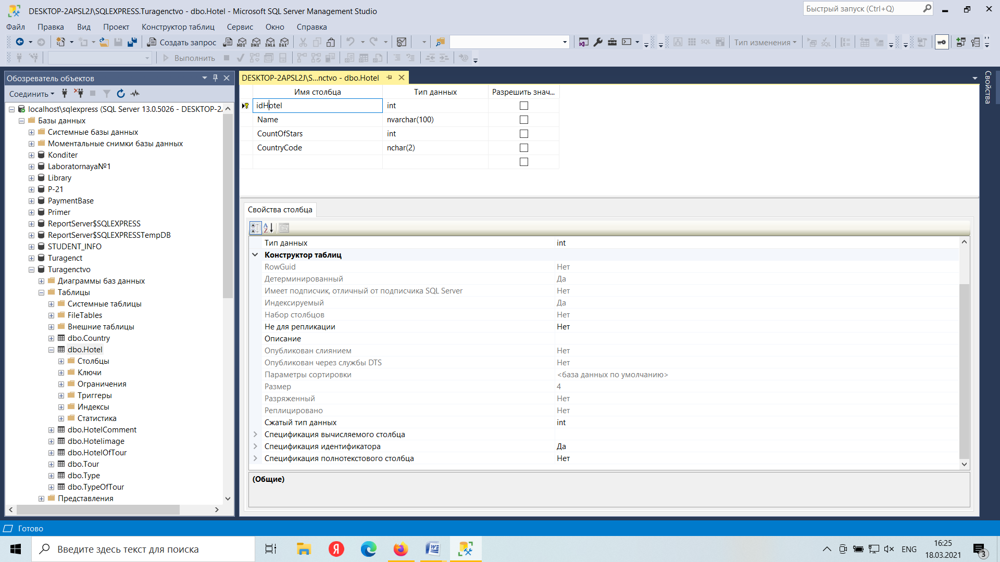 DESKTOP-2APSL2J\SQLEXPRESS.Turagenctvo - dbo.Hotel - Microsoft SQL Server Management Studio
Быстрый запуск (Ctrl+Q)
Файл Правка Вид Проект Конструктор таблиц Сервис Окно Справка
Создать запрос MDX DMX XMLA DAX SQL Тип изменения
Выполнить
Обозреватель объектов
Соединить
localhost\sqlexpress (SQL Server 13.0.5026 - DESKTOP-2
Базы данных
Системные базы данных
Моментальные снимки базы данных
Konditer
Laboratornaya№1
Library
P-21
PaymentBase
Primer
ReportServer$SQLEXPRESS
ReportServer$SQLEXPRESSTempDB
STUDENT_INFO
Turagenct
Turagenctvo
Диаграммы баз данных
Таблицы
Системные таблицы
FileTables
Внешние таблицы
dbo.Country
dbo.Hotel
Столбцы
Ключи
Ограничения
Триггеры
Индексы
Статистика
dbo.HotelComment
dbo.Hotelimage
dbo.HotelOfTour
dbo.Tour
dbo.Type
dbo.TypeOfTour
Представления
DESKTOP-2APSL2J\S...nctvo - dbo.Hotel
Имя столбца Тип данных Разрешить знач...
idHotel int
Name nvarchar(100)
CountOfStars int
CountryCode nchar(2)
Свойства столбца
Тип данных int
Конструктор таблиц
RowGuid Нет
Детерминированный Да
Имеет подписчик, отличный от подписчика SQL Server Нет
Индексируемый Да
Набор столбцов Нет
Не для репликации Нет
Описание
Опубликован слиянием Нет
Опубликован через службы DTS Нет
Параметры сортировки <база данных по умолчанию>
Размер 4
Разряженный Нет
Реплицировано Нет
Сжатый тип данных int
Спецификация вычисляемого столбца
Спецификация идентификатора Да
Спецификация полнотекстового столбца Нет
(Общие)
Свойства
Готово
Введите здесь текст для поиска
ENG
16:25
18.03.2021
3